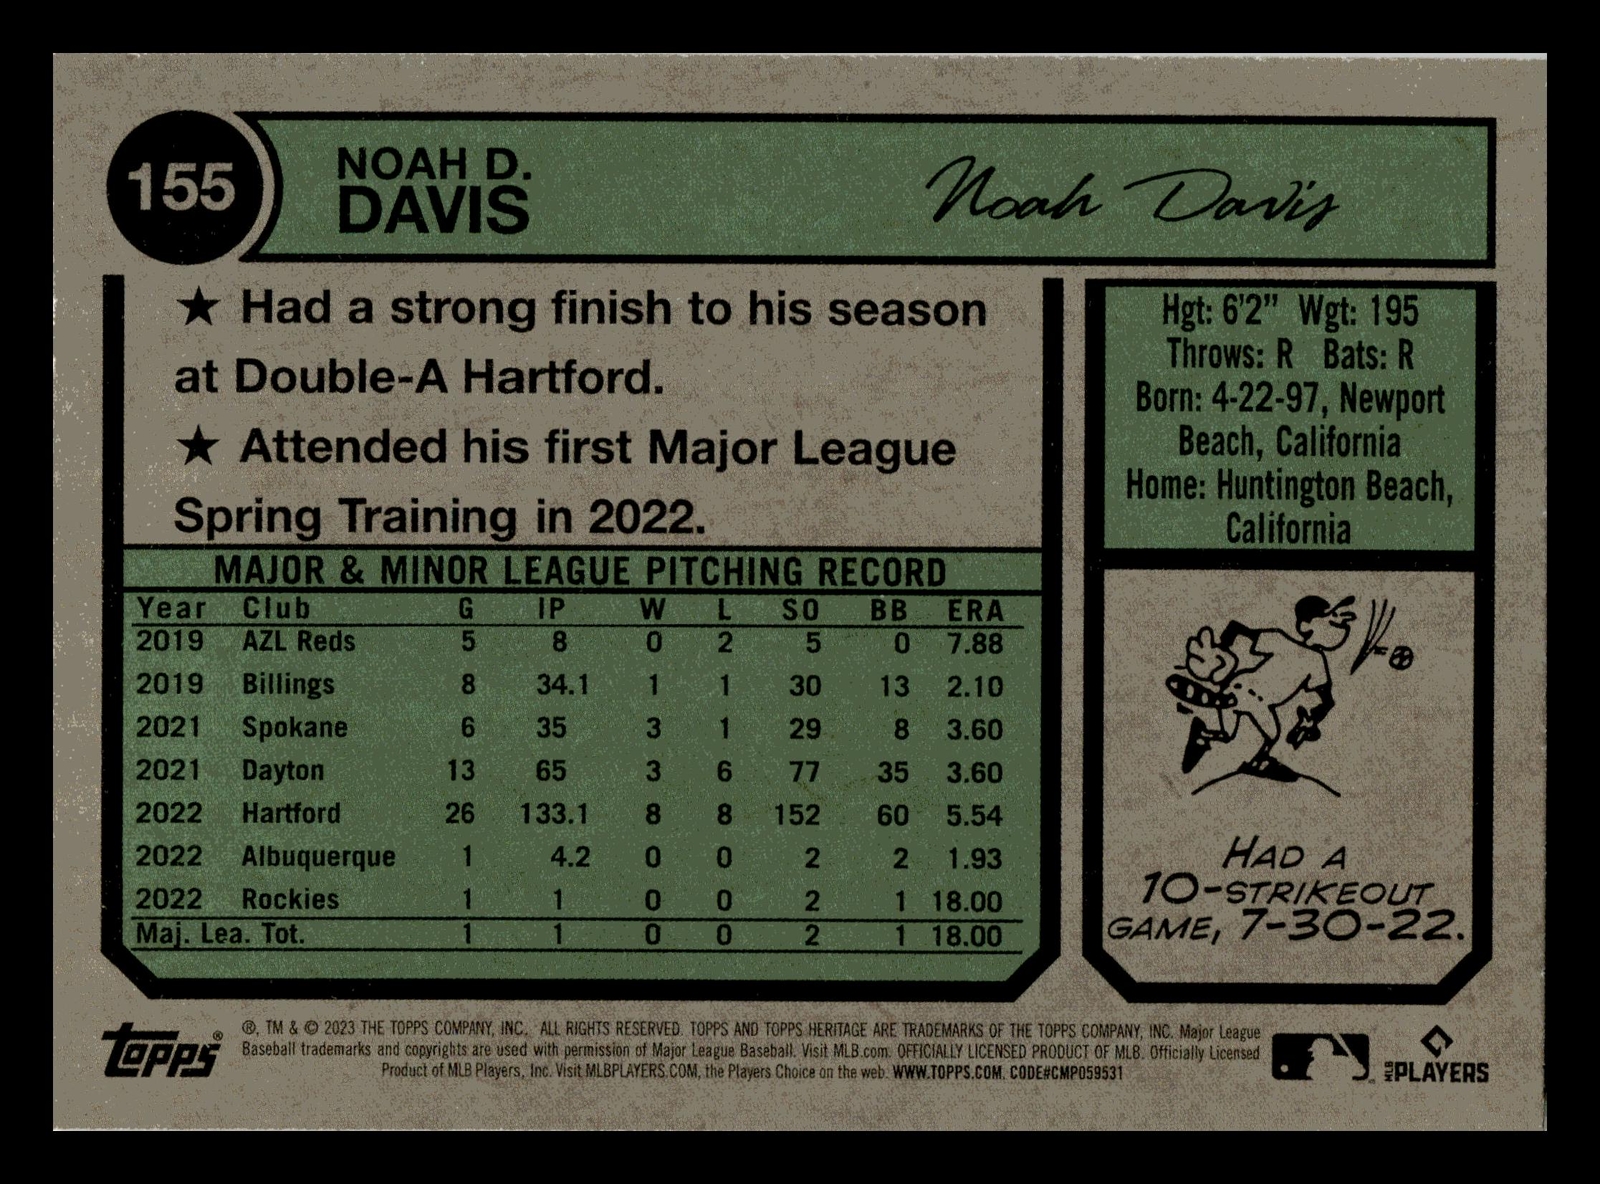 155
NOAH D.
DAVIS
Noah Davis
★ Had a strong finish to his season
at Double-A Hartford.
★ Attended his first Major League
Spring Training in 2022.
Hgt: 6'2" Wgt: 195
Throws: R Bats: R
Born: 4-22-97, Newport
Beach, California
Home: Huntington Beach,
California
MAJOR & MINOR LEAGUE PITCHING RECORD
Year Club G IP W L SO BB ERA
2019 AZL Reds 5 8 0 2 5 0 7.88
2019 Billings 8 34.1 1 1 30 13 2.10
2021 Spokane 6 35 3 1 29 8 3.60
2021 Dayton 13 65 3 6 77 35 3.60
2022 Hartford 26 133.1 8 8 152 60 5.54
2022 Albuquerque 1 4.2 0 0 2 2 1.93
2022 Rockies 1 1 0 0 2 1 18.00
Maj. Lea. Tot. 1 1 0 0 2 1 18.00
HAD A
10-STRIKEOUT
GAME, 7-30-22.
topps®
®, TM & © 2023 THE TOPPS COMPANY, INC. ALL RIGHTS RESERVED. TOPPS AND TOPPS HERITAGE ARE TRADEMARKS OF THE TOPPS COMPANY, INC. Major League
Baseball trademarks and copyrights are used with permission of Major League Baseball. Visit MLB.com. OFFICIALLY LICENSED PRODUCT OF MLB. Officially Licensed
Product of MLB Players, Inc. Visit MLBPLAYERS.COM, the Players Choice on the web. WWW.TOPPS.COM. CODE#CMP059531
MLB PLAYERS